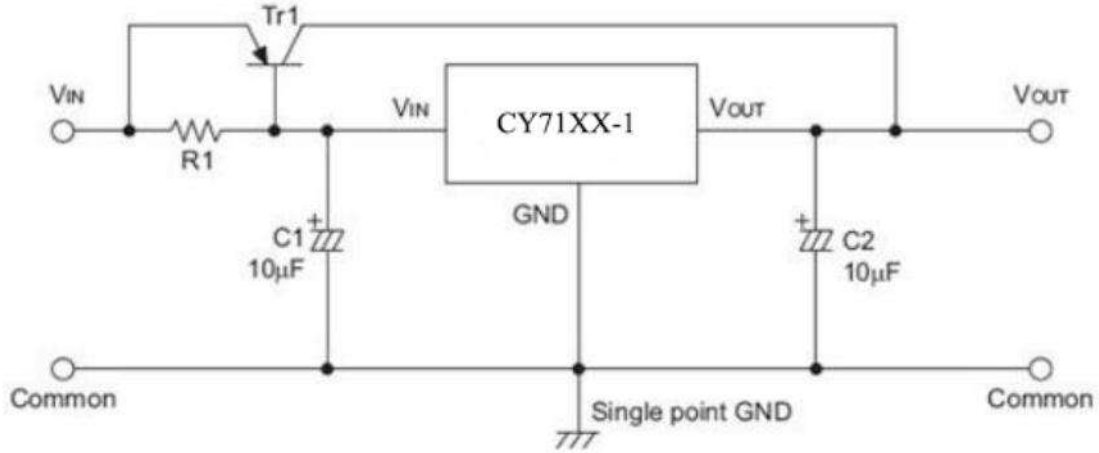 Tr1
VIN
VIN
CY71XX-1
VOUT
VOUT
R1
GND
C1
10µF
C2
10µF
Common
Single point GND
Common